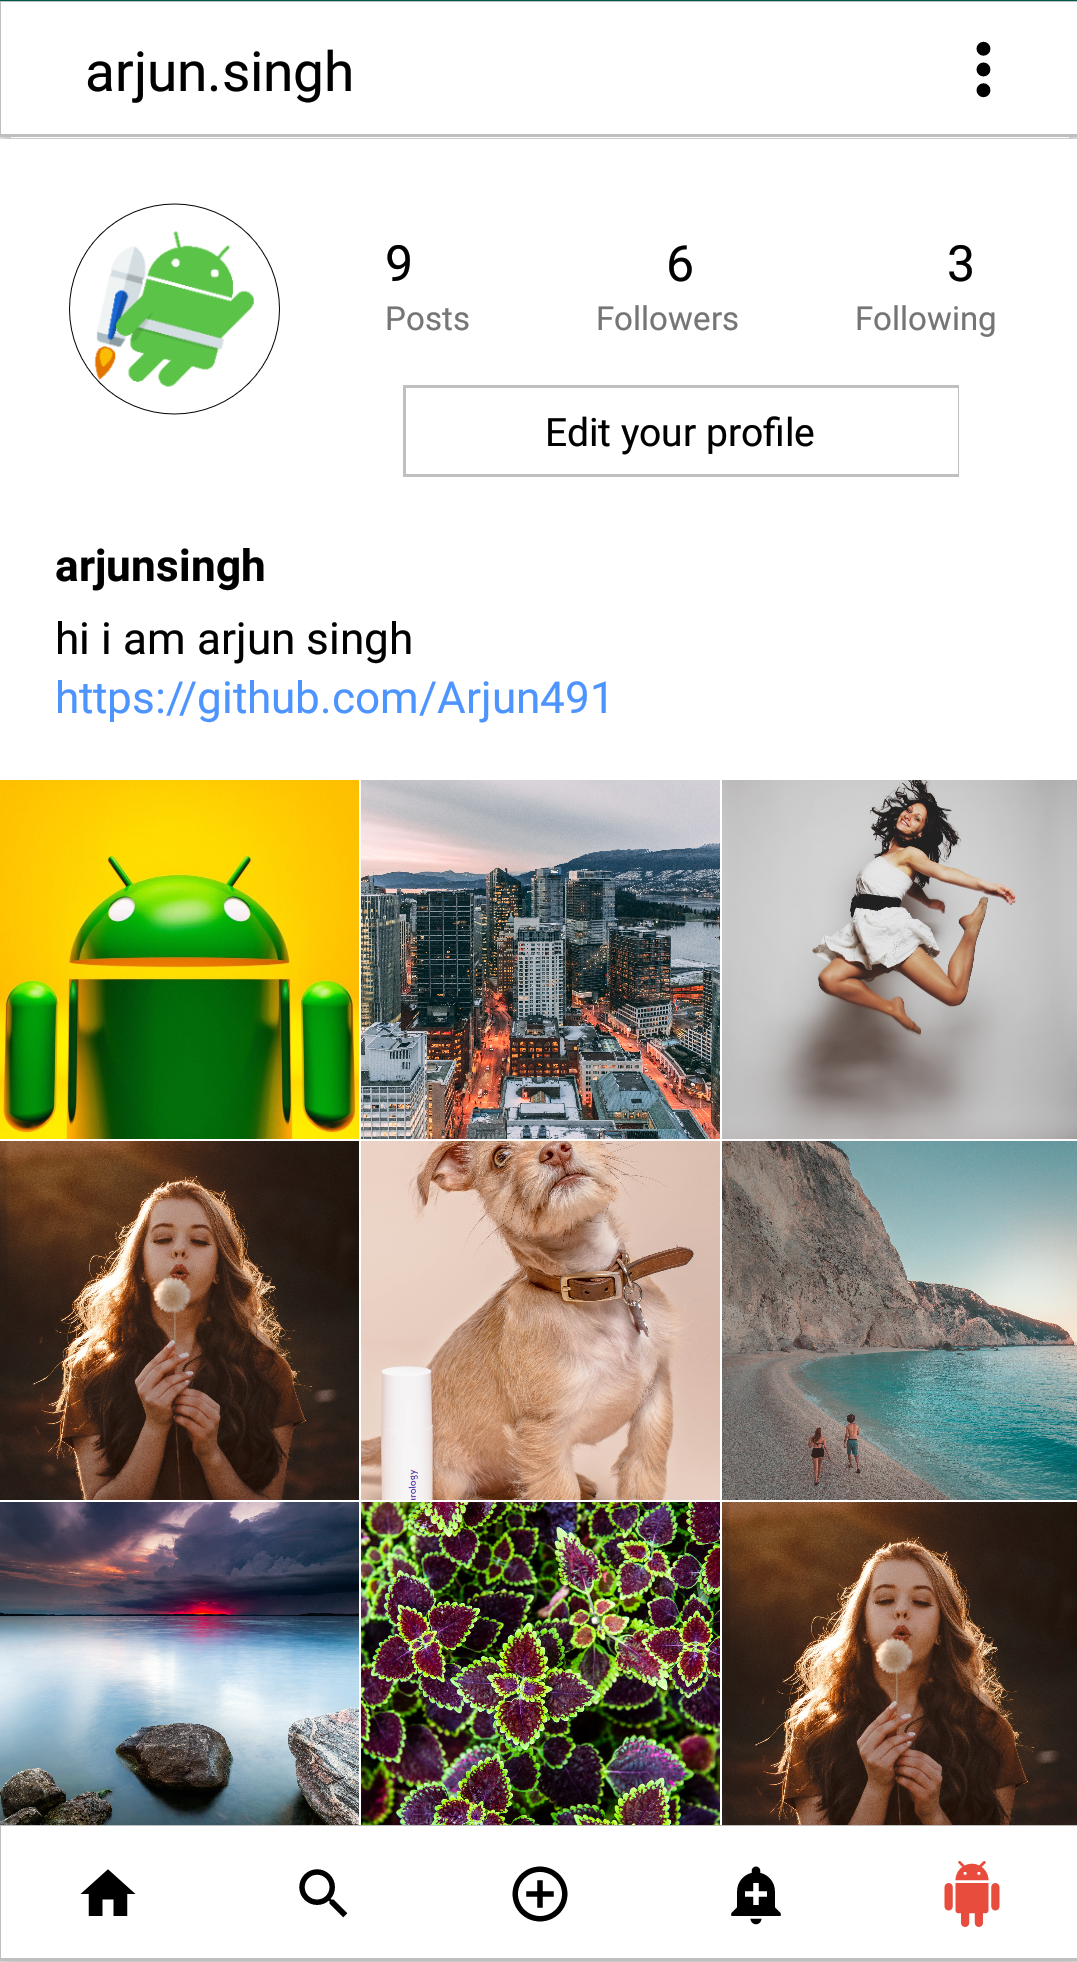 arjun.singh
9 6 3
Posts Followers Following
Edit your profile
arjunsingh
hi i am arjun singh
https://github.com/Arjun491
nrology